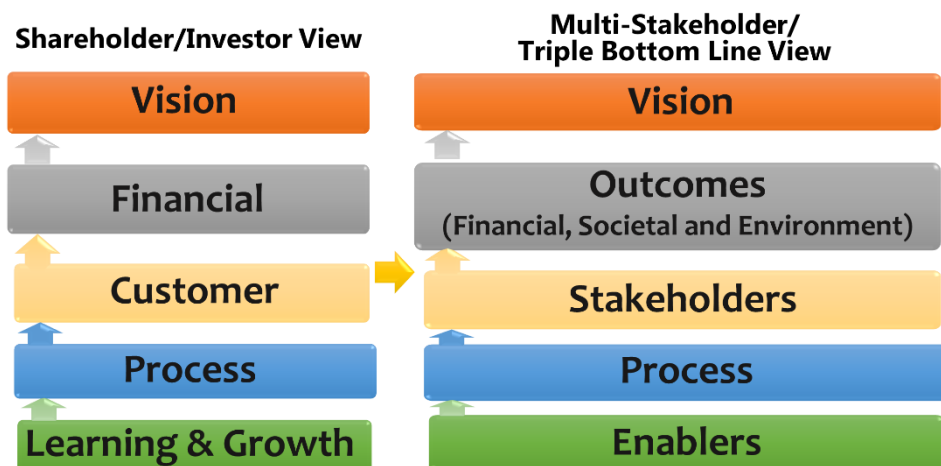 Shareholder/Investor View
Vision
Financial
Customer
Process
Learning & Growth
Multi-Stakeholder/
Triple Bottom Line View
Vision
Outcomes
(Financial, Societal and Environment)
Stakeholders
Process
Enablers